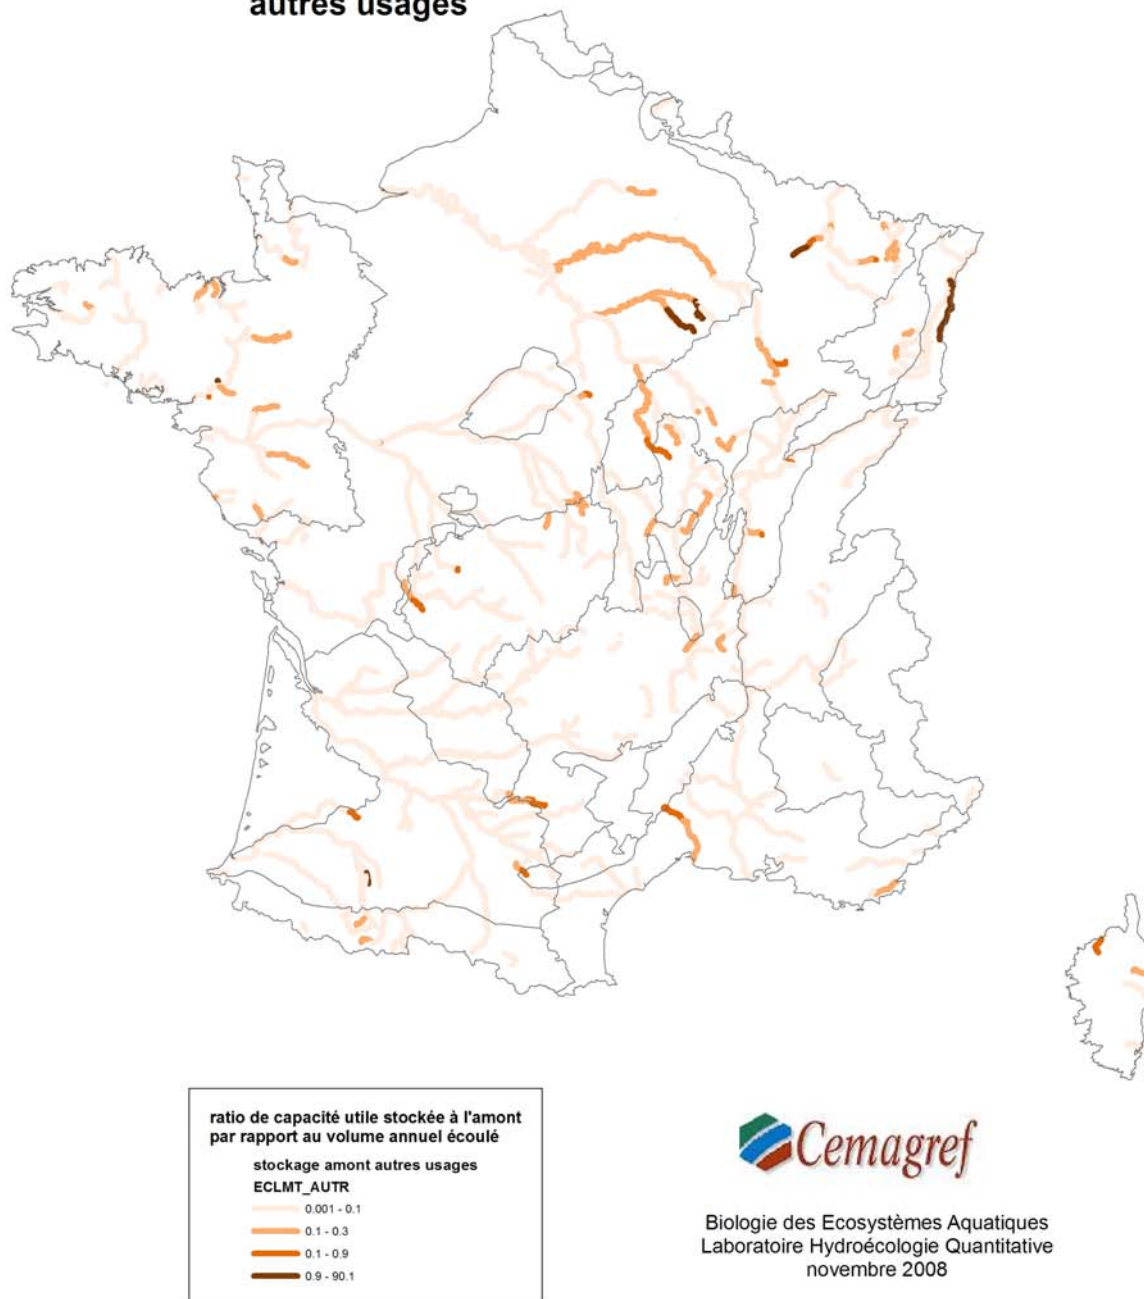 autres usages
ratio de capacité utile stockée à l'amont
par rapport au volume annuel écoulé
stockage amont autres usages
ECLMT_AUTR
0.001 - 0.1
0.1 - 0.3
0.1 - 0.9
0.9 - 90.1
Cemagref
Biologie des Ecosystèmes Aquatiques
Laboratoire Hydroécologie Quantitative
novembre 2008